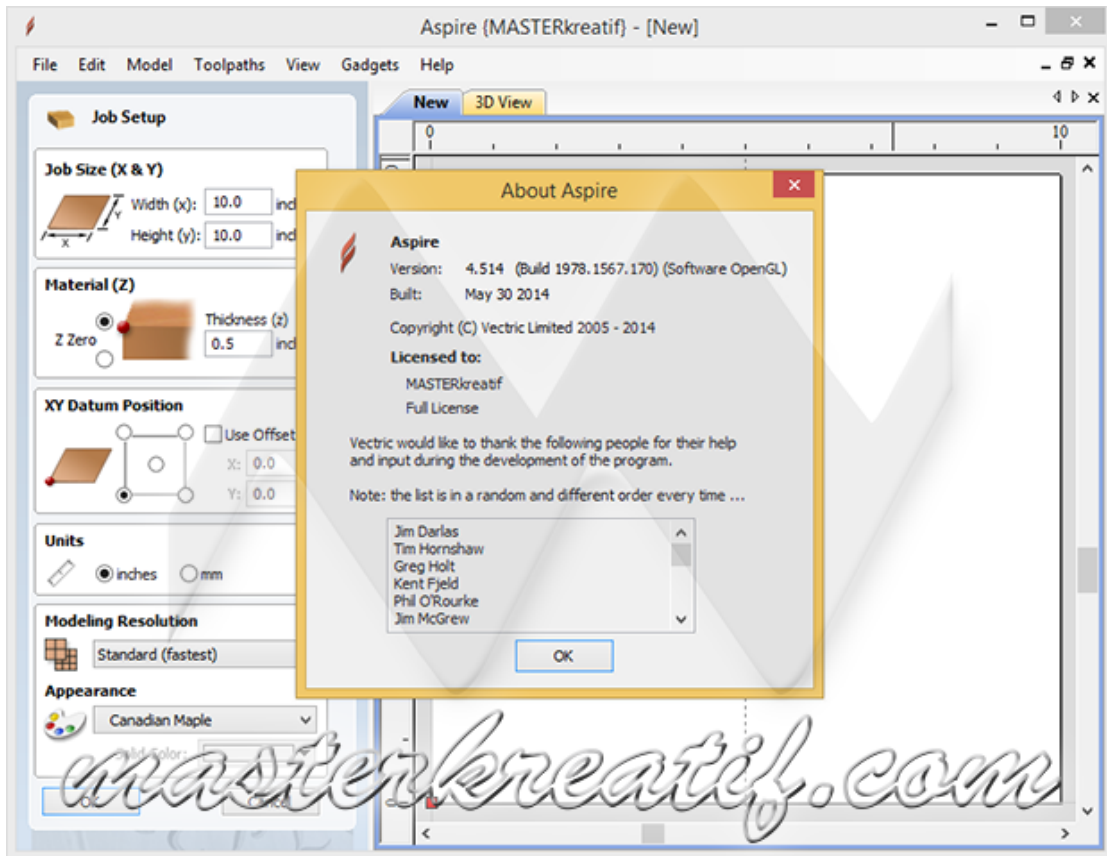 Aspire {MASTERkreatif} - [New]
File Edit Model Toolpaths View Gadgets Help
Job Setup
Job Size (X & Y)
Width (x): 10.0
Height (y): 10.0
X
Y
Material (Z)
Z Zero
Thickness (z)
0.5
XY Datum Position
Use Offset
X: 0.0
Y: 0.0
Units
inches mm
Modeling Resolution
Standard (fastest)
Appearance
Canadian Maple
Solid Color:
OK
Cancel
New 3D View
0 10
About Aspire
Aspire
Version: 4.514 (Build 1978.1567.170) (Software OpenGL)
Built: May 30 2014
Copyright (C) Vectric Limited 2005 - 2014
Licensed to:
MASTERkreatif
Full License
Vectric would like to thank the following people for their help
and input during the development of the program.
Note: the list is in a random and different order every time ...
Jim Darlas
Tim Hornshaw
Greg Holt
Kent Fjeld
Phil O'Rourke
Jim McGrew
OK
masterkreatif.com